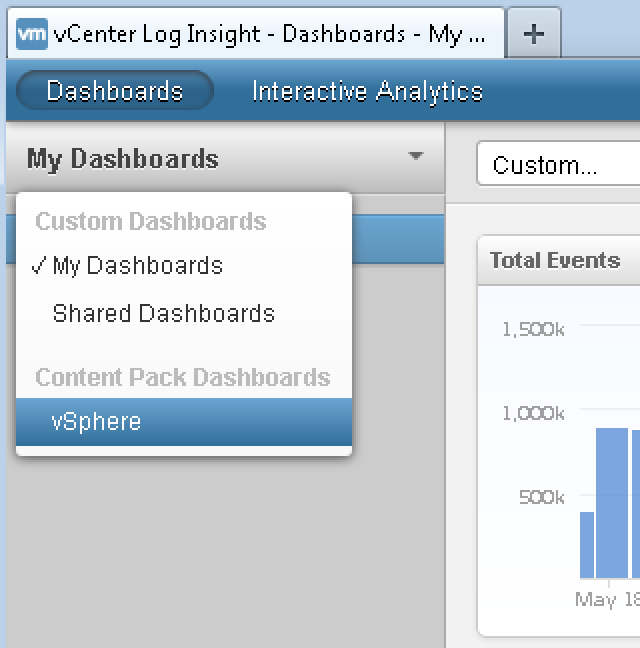 vm vCenter Log Insight - Dashboards - My ... +
Dashboards Interactive Analytics
My Dashboards
Custom...
Custom Dashboards
✓ My Dashboards
Shared Dashboards
Content Pack Dashboards
vSphere
Total Events
1,500k
1,000k
500k
May 18